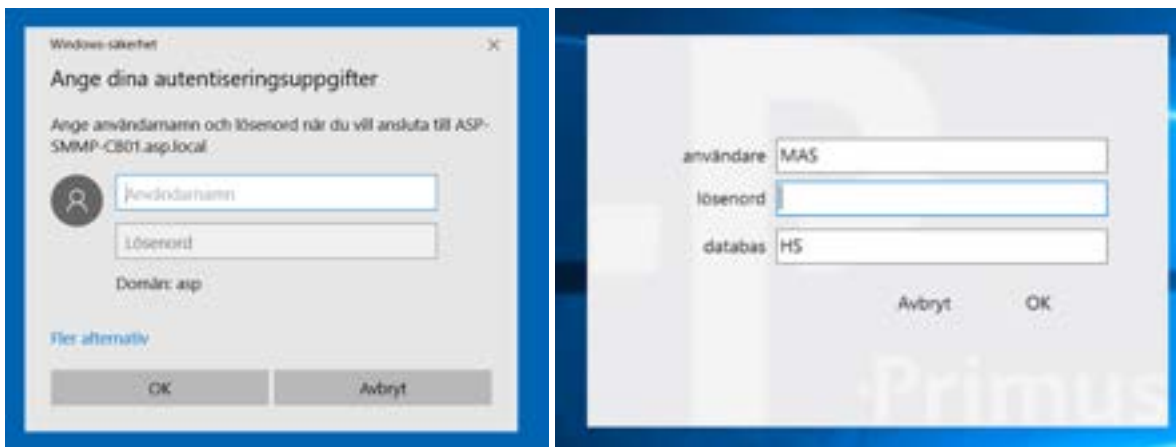 Windows-säkerhet
Ange dina autentiseringsuppgifter
Ange användarnamn och lösenord när du vill ansluta till ASP-
SMMP-CB01.asp.local
Användarnamn
Lösenord
Domän: asp
Fler alternativ
OK Avbryt
användare MAS
lösenord
databas HS
Avbryt OK
Primus